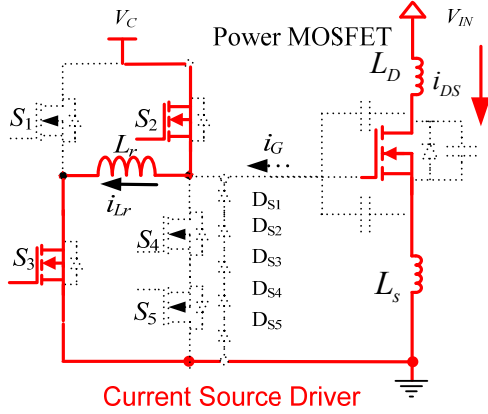 V_C
Power MOSFET
V_IN
L_D
i_DS
S_1
S_2
L_r
i_G
i_Lr
D_S1
D_S2
D_S3
D_S4
D_S5
S_3
S_4
S_5
L_s
Current Source Driver